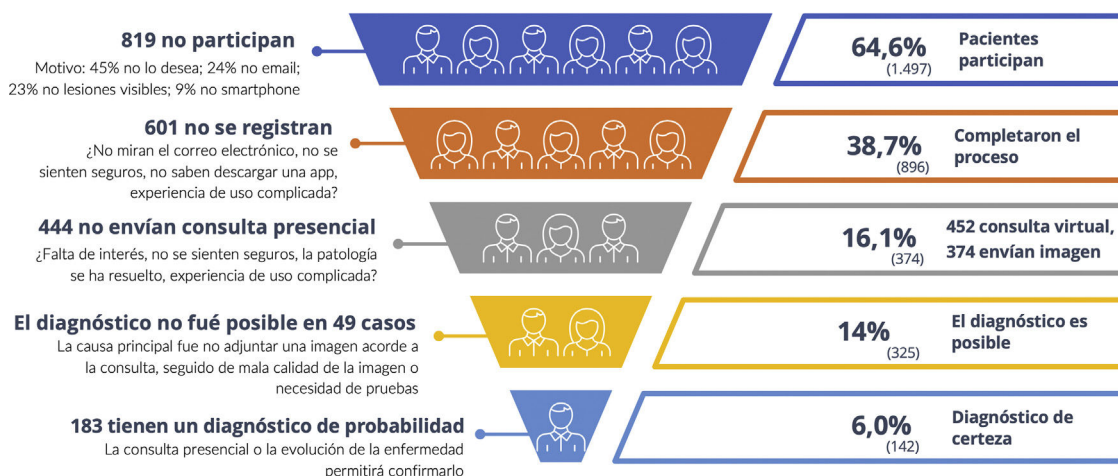 819 no participan
Motivo: 45% no lo desea; 24% no email;
23% no lesiones visibles; 9% no smartphone
64,6%
(1.497)
Pacientes
participan
601 no se registran
¿No miran el correo electrónico, no se
sienten seguros, no saben descargar una app,
experiencia de uso complicada?
38,7%
(896)
Completaron el
proceso
444 no envían consulta presencial
¿Falta de interés, no se sienten seguros, la patología
se ha resuelto, experiencia de uso complicada?
16,1%
(374)
452 consulta virtual,
374 envían imagen
El diagnóstico no fué posible en 49 casos
La causa principal fue no adjuntar una imagen acorde a
la consulta, seguido de mala calidad de la imagen o
necesidad de pruebas
14%
(325)
El diagnóstico es
posible
183 tienen un diagnóstico de probabilidad
La consulta presencial o la evolución de la enfermedad
permitirá confirmarlo
6,0%
(142)
Diagnóstico de
certeza